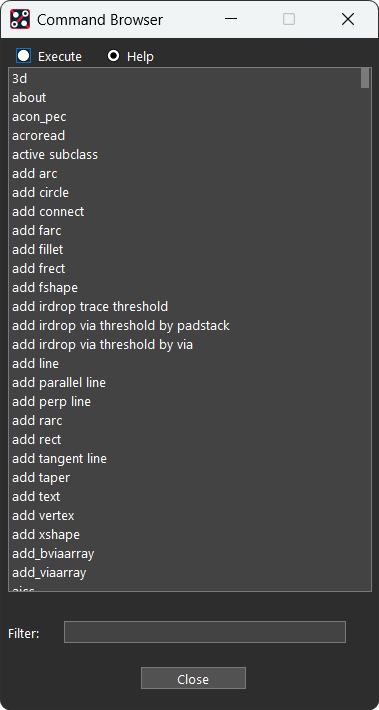 Command Browser
Execute Help
3d
about
acon_pec
acroread
active subclass
add arc
add circle
add connect
add farc
add fillet
add frect
add fshape
add irdrop trace threshold
add irdrop via threshold by padstack
add irdrop via threshold by via
add line
add parallel line
add perp line
add rarc
add rect
add tangent line
add taper
add text
add vertex
add xshape
add_bviaarray
add_viaarray
Filter:
Close